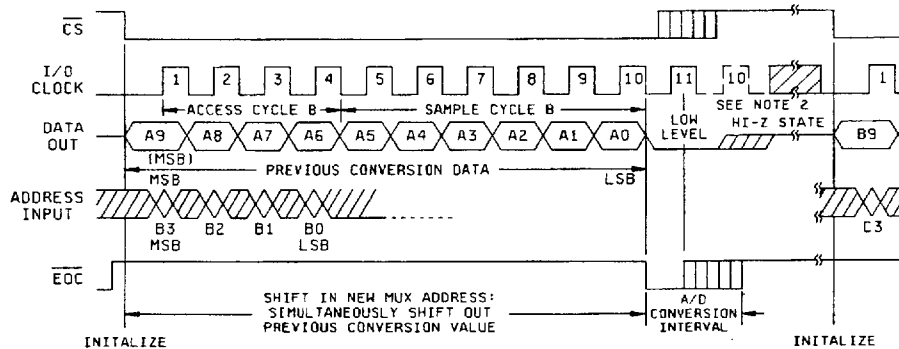 CS
I/O CLOCK 1 2 3 4 5 6 7 8 9 10 11 10 1
ACCESS CYCLE B SAMPLE CYCLE B SEE NOTE 2
DATA OUT A9 A8 A7 A6 A5 A4 A3 A2 A1 A0 LOW LEVEL HI-Z STATE B9
(MSB) PREVIOUS CONVERSION DATA
MSB LSB
ADDRESS INPUT
B3 B2 B1 B0 C3
MSB LSB
EOC
SHIFT IN NEW MUX ADDRESS: A/D
SIMULTANEOUSLY SHIFT OUT CONVERSION
PREVIOUS CONVERSION VALUE INTERVAL
INITALIZE INITALIZE